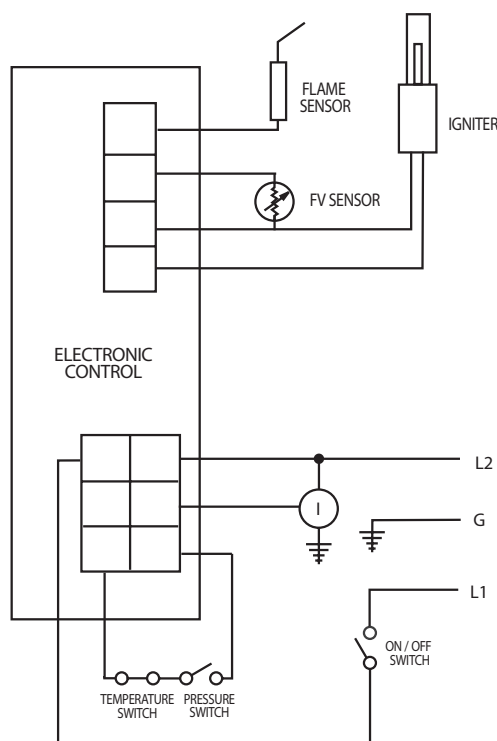 FLAME
SENSOR
IGNITER
FV SENSOR
ELECTRONIC
CONTROL
L2
I
G
L1
ON / OFF
SWITCH
TEMPERATURE
SWITCH
PRESSURE
SWITCH